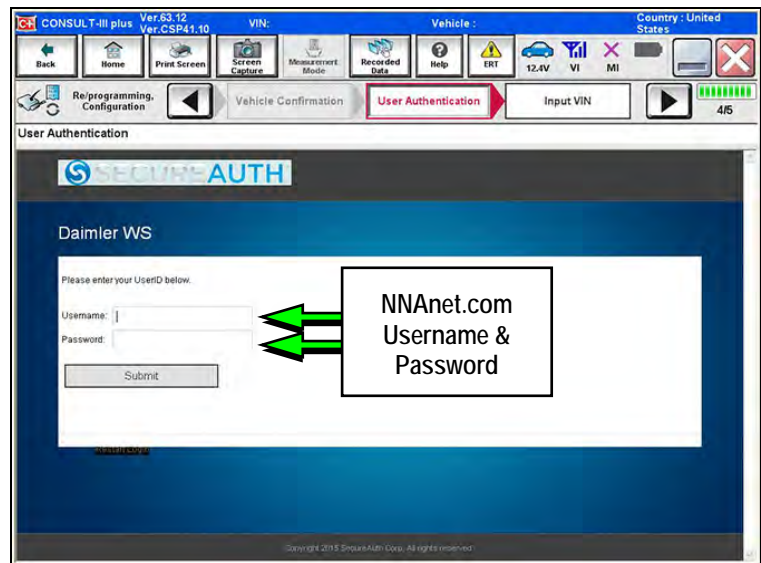 CONSULT-III plus Ver.63.12 VIN: Vehicle : Country : United
Ver.CSP41.10 States
Back Home Print Screen Screen Capture Measurement Mode Recorded Data Help ERT 12.4V VI MI
Re/programming, Configuration Vehicle Confirmation User Authentication Input VIN 4/5
User Authentication
SECUREAUTH
Daimler WS
Please enter your UserID below.
Username:
Password:
Submit
NNAnet.com
Username &
Password
Restart Login
Copyright 2015 SecureAuth Corp. All rights reserved.